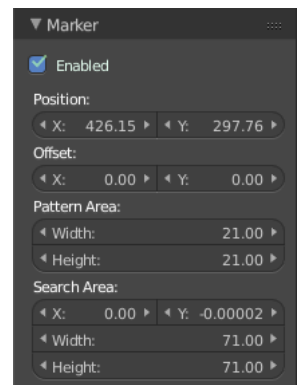 Marker
Enabled
Position:
X: 426.15 Y: 297.76
Offset:
X: 0.00 Y: 0.00
Pattern Area:
Width: 21.00
Height: 21.00
Search Area:
X: 0.00 Y: -0.00002
Width: 71.00
Height: 71.00